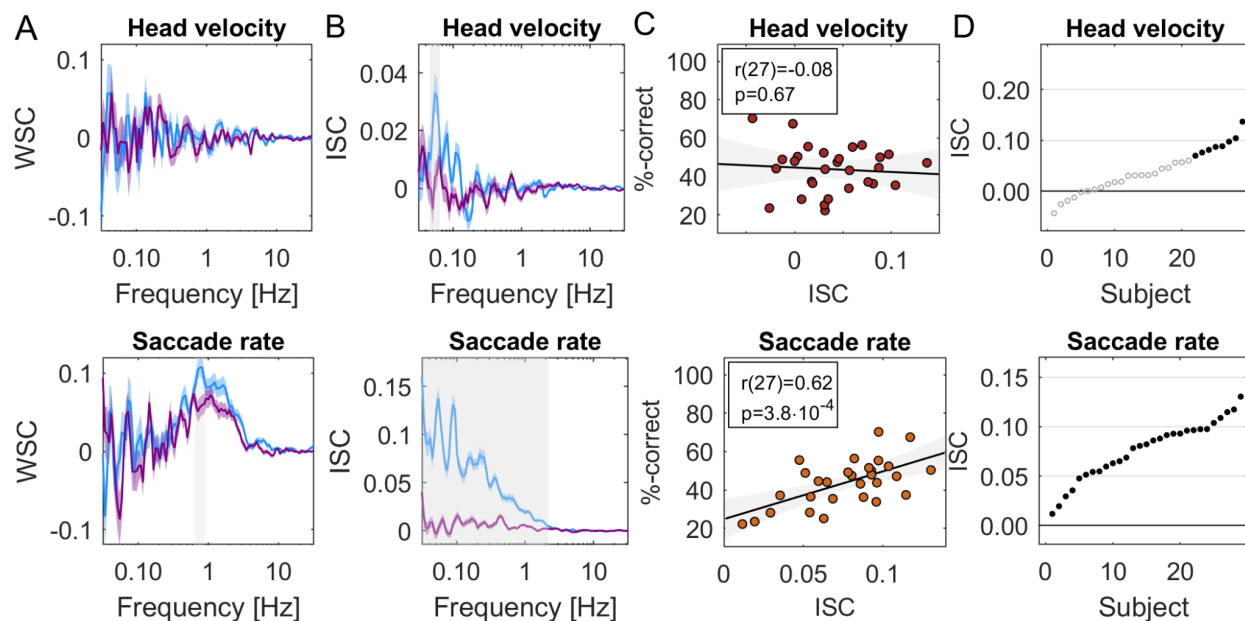 A
Head velocity
WSC
0.1
0
-0.1
0.10 1 10
Frequency [Hz]
B
Head velocity
ISC
0.04
0.02
0
0.10 1 10
Frequency [Hz]
C
Head velocity
%-correct
100
80
60
40
20
r(27)=-0.08
p=0.67
0 0.1
ISC
D
Head velocity
ISC
0.20
0.10
0.00
0 10 20
Subject
Saccade rate
WSC
0.1
0
-0.1
0.10 1 10
Frequency [Hz]
Saccade rate
ISC
0.15
0.10
0.05
0
0.10 1 10
Frequency [Hz]
Saccade rate
%-correct
100
80
60
40
20
r(27)=0.62
p=3.8·10⁻⁴
0 0.05 0.1
ISC
Saccade rate
ISC
0.15
0.10
0.05
0.00
0 10 20
Subject